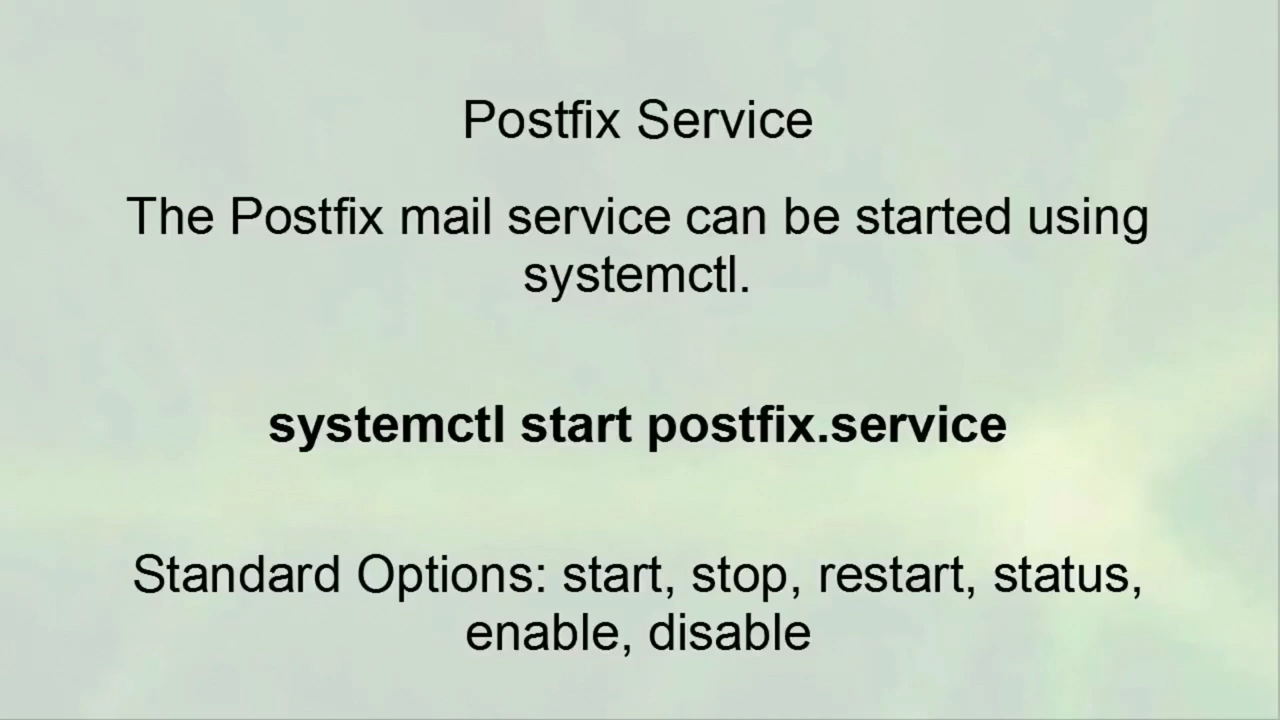 Postfix Service
The Postfix mail service can be started using
systemctl.
systemctl start postfix.service
Standard Options: start, stop, restart, status,
enable, disable